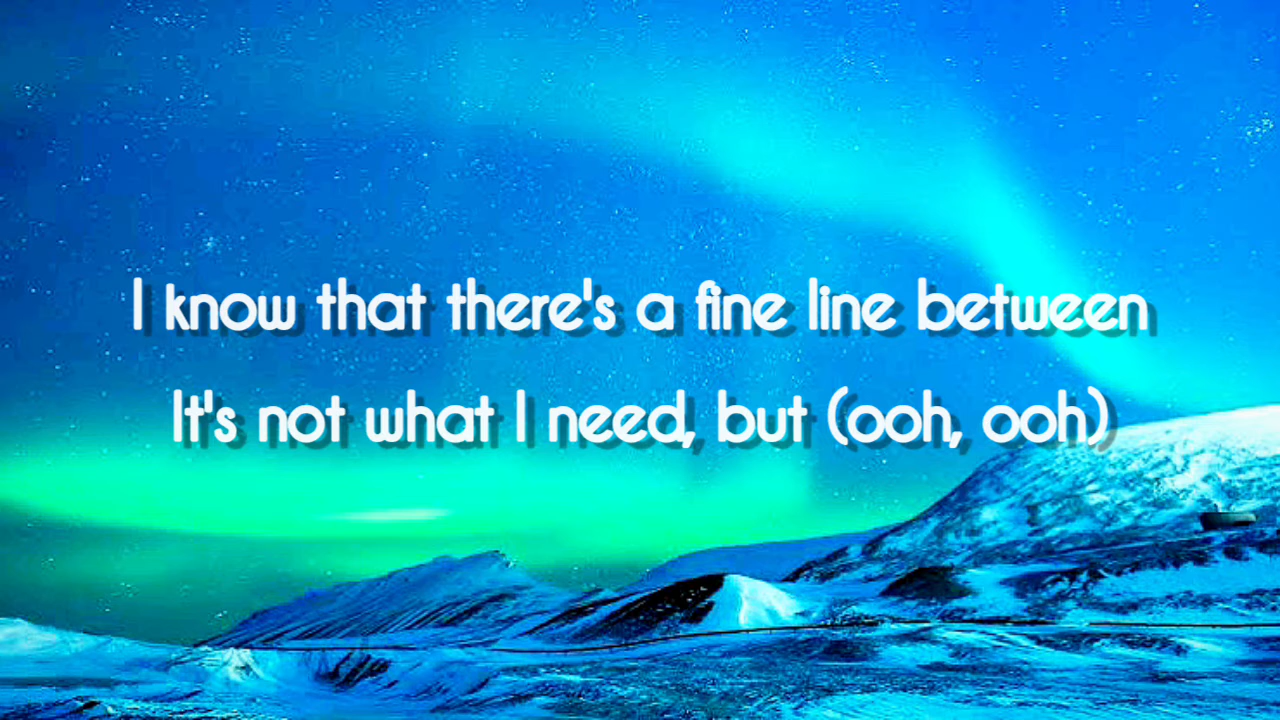 I know that there's a fine line between
It's not what I need, but (ooh, ooh)